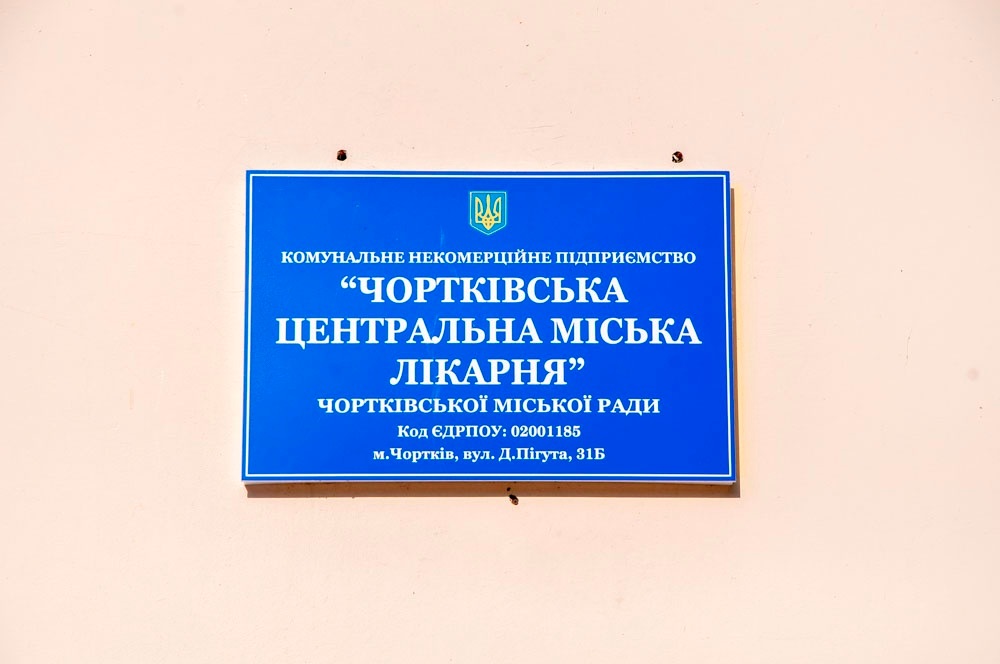 КОМУНАЛЬНЕ НЕКОМЕРЦІЙНЕ ПІДПРИЄМСТВО
“ЧОРТКІВСЬКА
ЦЕНТРАЛЬНА МІСЬКА
ЛІКАРНЯ”
ЧОРТКІВСЬКОЇ МІСЬКОЇ РАДИ
Код ЄДРПОУ: 02001185
м.Чортків, вул. Д.Пігута, 31Б